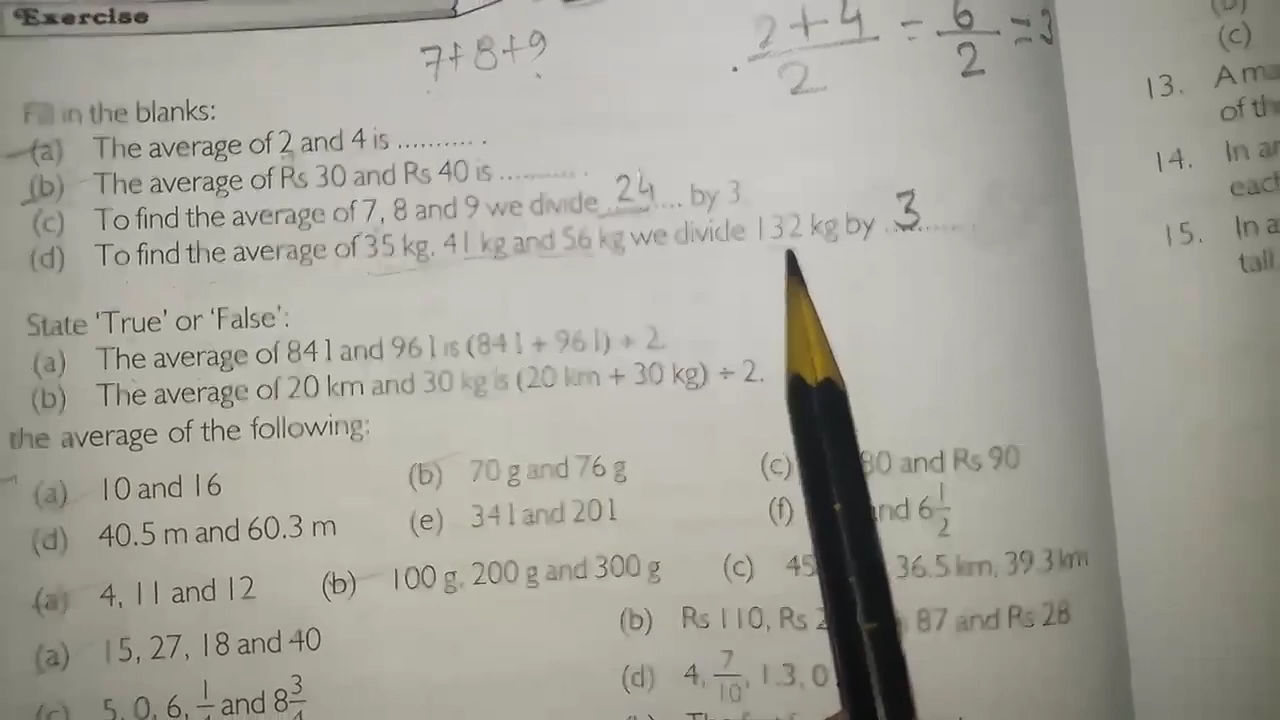 Exercise
7+8+9
2+4 = 6 = 3
2 2
Fill in the blanks:
(a) The average of 2 and 4 is ...........
(b) The average of Rs 30 and Rs 40 is ...........
(c) To find the average of 7, 8 and 9 we divide 24 .... by 3
(d) To find the average of 35 kg, 41 kg and 56 kg we divide 132 kg by 3 ......
State 'True' or 'False':
(a) The average of 84 l and 96 l is (84 l + 96 l) ÷ 2.
(b) The average of 20 km and 30 kg is (20 km + 30 kg) ÷ 2.
the average of the following:
(a) 10 and 16 (b) 70 g and 76 g (c) 80 and Rs 90
(d) 40.5 m and 60.3 m (e) 34 l and 20 l (f) and 6 1/2
(a) 4, 11 and 12 (b) 100 g, 200 g and 300 g (c) 45 36.5 km, 39.3 km
(a) 15, 27, 18 and 40 (b) Rs 110, Rs 87 and Rs 28
(c) 5, 0, 6, and 8 3/4 (d) 4, 7/10, 1.3, 0
(c)
13. A
of
14. In
15. In a
tall